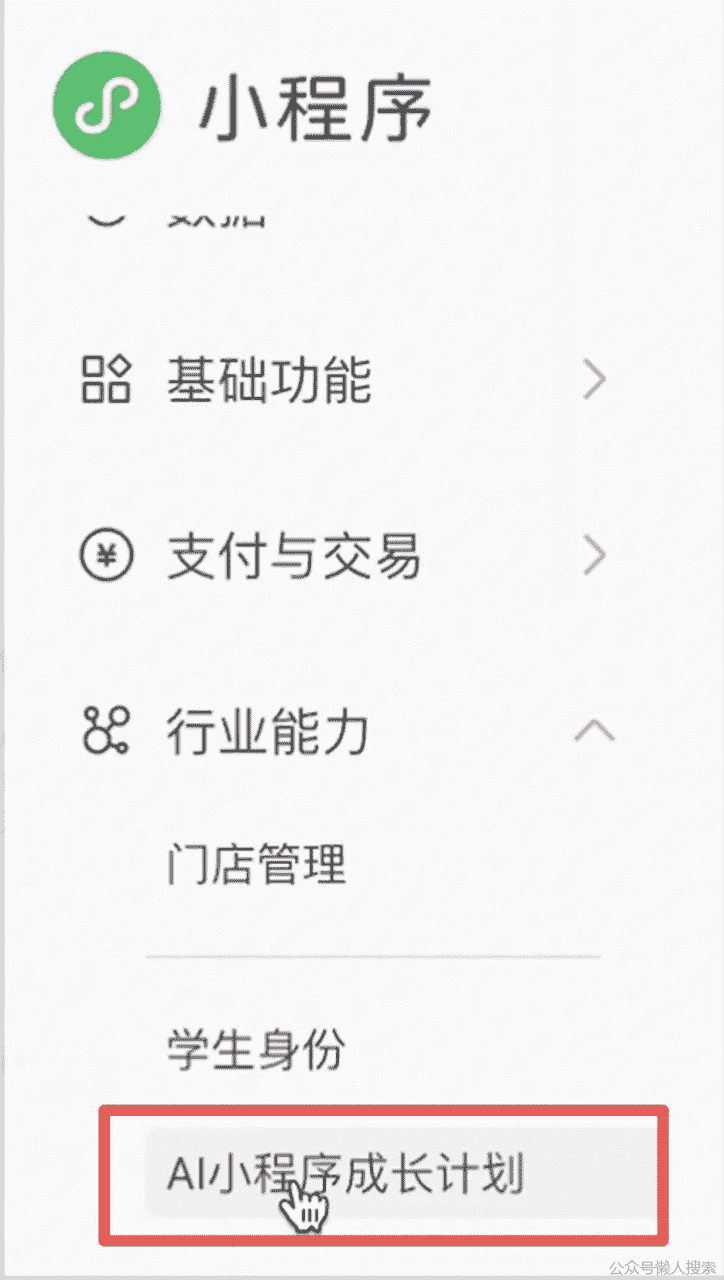 小程序
数据
基础功能
支付与交易
行业能力
门店管理
学生身份
AI小程序成长计划
公众号懒人搜索